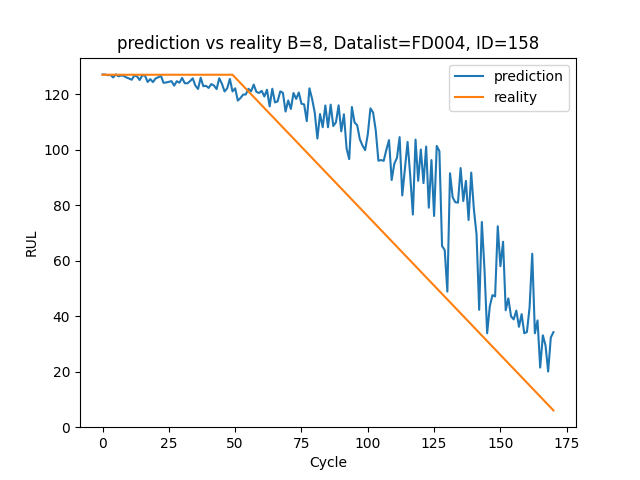 prediction vs reality B=8, Datalist=FD004, ID=158
prediction
reality
RUL
120
100
80
60
40
20
0
0 25 50 75 100 125 150 175
Cycle